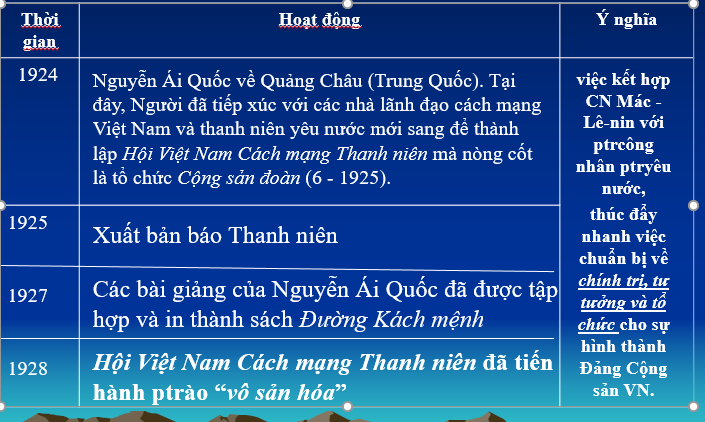 Thời
gian
Hoạt động
Ý nghĩa
1924
Nguyễn Ái Quốc về Quảng Châu (Trung Quốc). Tại
đây, Người đã tiếp xúc với các nhà lãnh đạo cách mạng
Việt Nam và thanh niên yêu nước mới sang để thành
lập Hội Việt Nam Cách mạng Thanh niên mà nòng cốt
là tổ chức Cộng sản đoàn (6 - 1925).
1925
Xuất bản báo Thanh niên
1927
Các bài giảng của Nguyễn Ái Quốc đã được tập
hợp và in thành sách Đường Kách mệnh
1928
Hội Việt Nam Cách mạng Thanh niên đã tiến
hành ptrào “vô sản hóa”
việc kết hợp
CN Mác -
Lê-nin với
ptrcông
nhân ptryêu
nước,
thúc đẩy
nhanh việc
chuẩn bị về
chính trị, tư
tưởng và tổ
chức cho sự
hình thành
Đảng Cộng
sản VN.